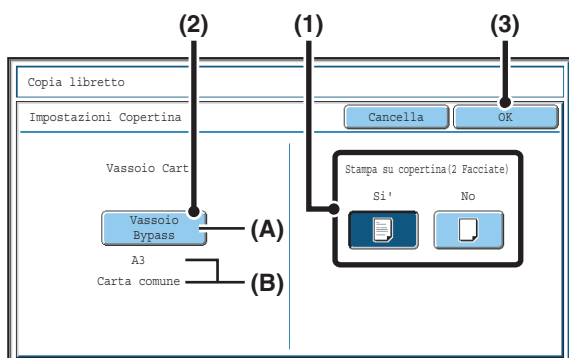 (2) (1) (3)
Copia libretto
Impostazioni Copertina Cancella OK
Vassoio Cart
Stampa su copertina(2 Facciate)
Si' No
Vassoio
Bypass
(A)
A3
Carta comune
(B)